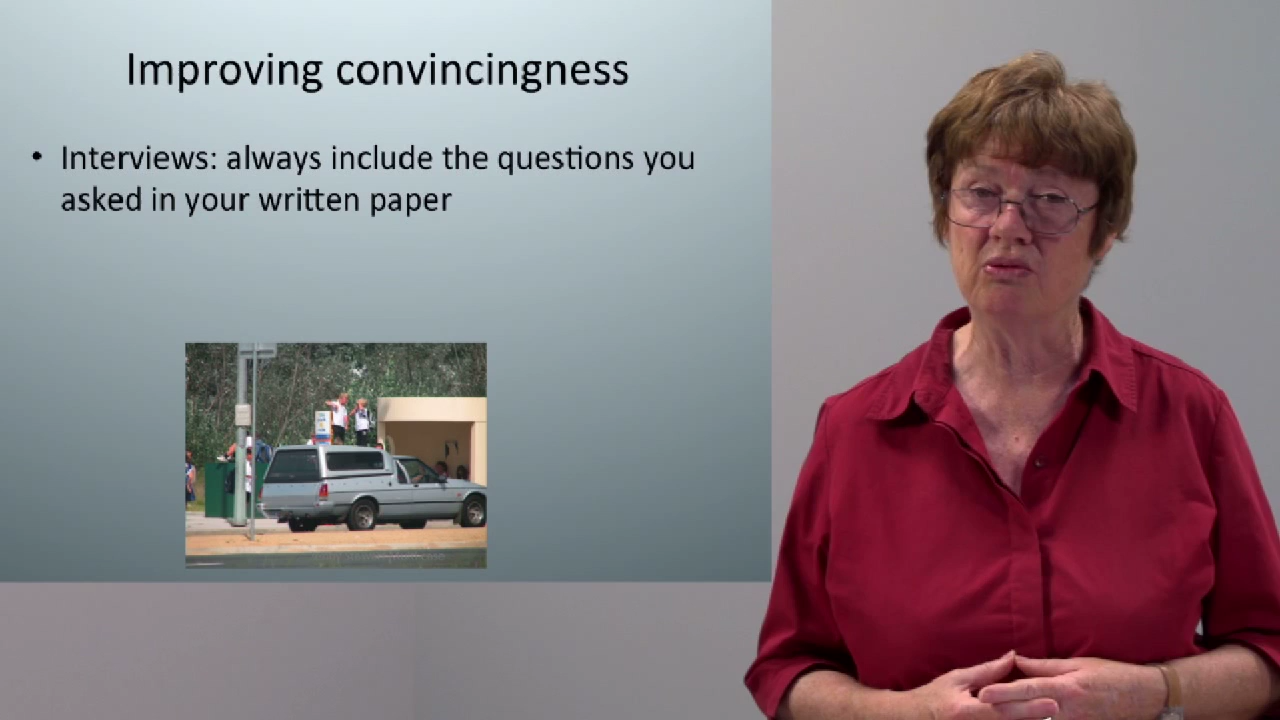 Improving convincingness
• Interviews: always include the questions you
asked in your written paper